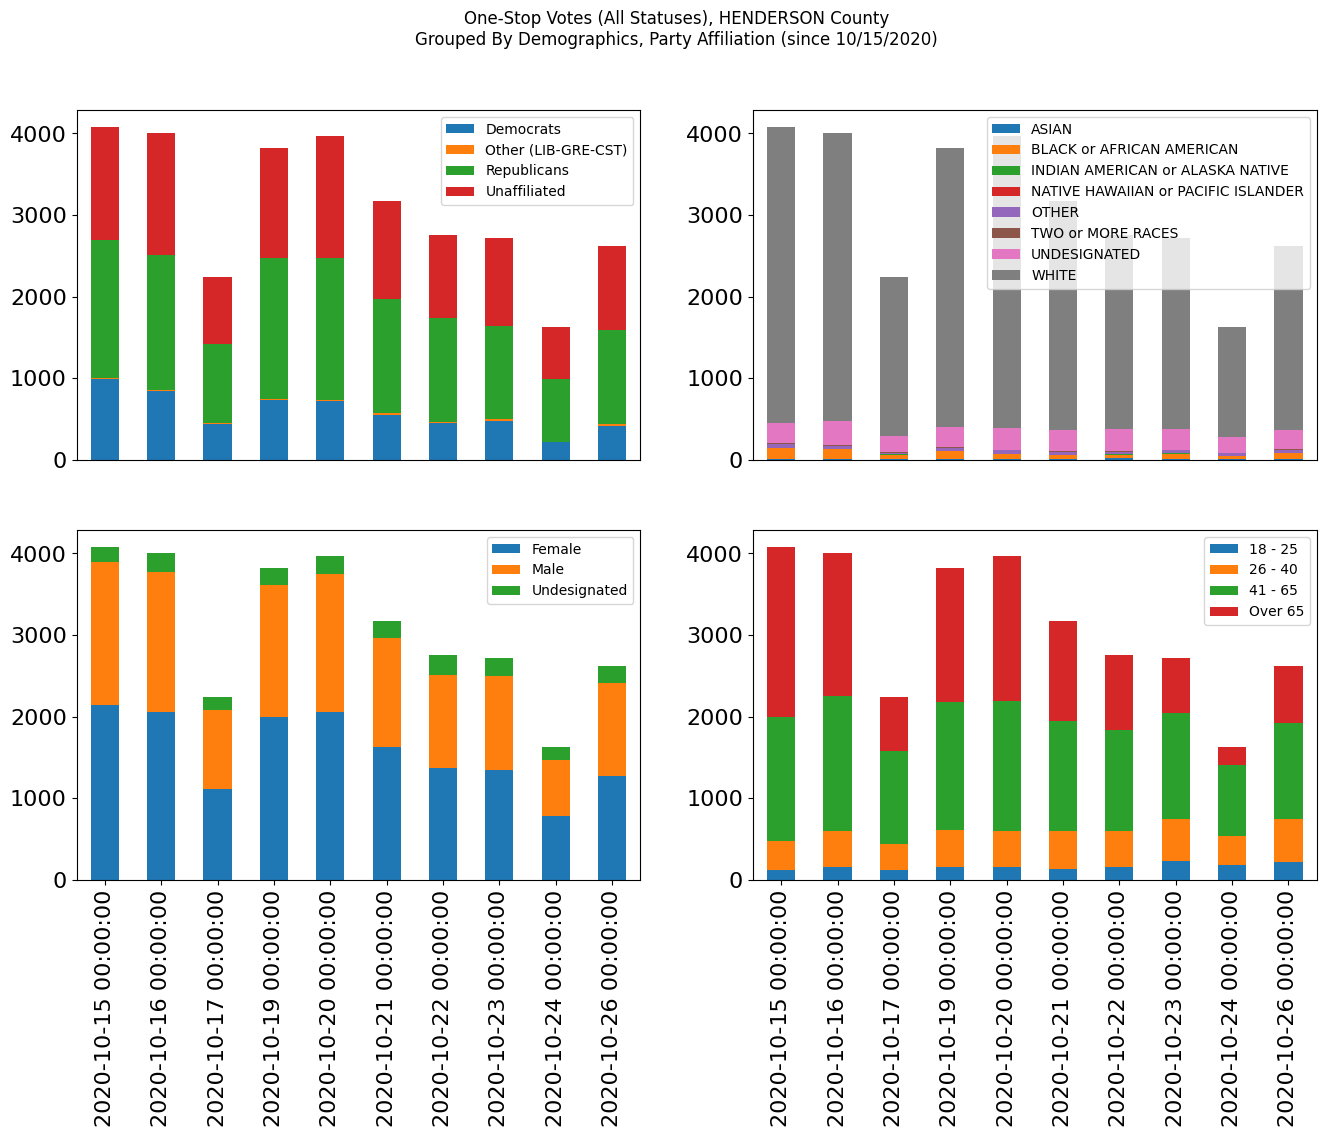 One-Stop Votes (All Statuses), HENDERSON County
Grouped By Demographics, Party Affiliation (since 10/15/2020)
4000
3000
2000
1000
0
Democrats
Other (LIB-GRE-CST)
Republicans
Unaffiliated
4000
3000
2000
1000
0
ASIAN
BLACK or AFRICAN AMERICAN
INDIAN AMERICAN or ALASKA NATIVE
NATIVE HAWAIIAN or PACIFIC ISLANDER
OTHER
TWO or MORE RACES
UNDESIGNATED
WHITE
4000
3000
2000
1000
0
Female
Male
Undesignated
2020-10-15 00:00:00
2020-10-16 00:00:00
2020-10-17 00:00:00
2020-10-19 00:00:00
2020-10-20 00:00:00
2020-10-21 00:00:00
2020-10-22 00:00:00
2020-10-23 00:00:00
2020-10-24 00:00:00
2020-10-26 00:00:00
4000
3000
2000
1000
0
18 - 25
26 - 40
41 - 65
Over 65
2020-10-15 00:00:00
2020-10-16 00:00:00
2020-10-17 00:00:00
2020-10-19 00:00:00
2020-10-20 00:00:00
2020-10-21 00:00:00
2020-10-22 00:00:00
2020-10-23 00:00:00
2020-10-24 00:00:00
2020-10-26 00:00:00